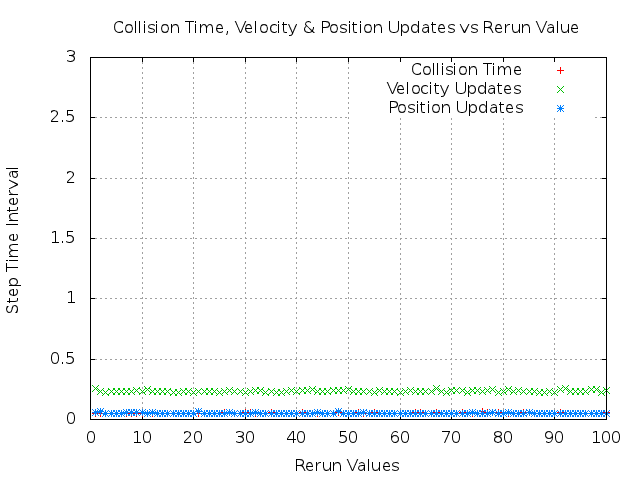 Collision Time, Velocity & Position Updates vs Rerun Value
3
Collision Time
Velocity Updates
Position Updates
2.5
2
1.5
1
0.5
0
Step Time Interval
0 10 20 30 40 50 60 70 80 90 100
Rerun Values